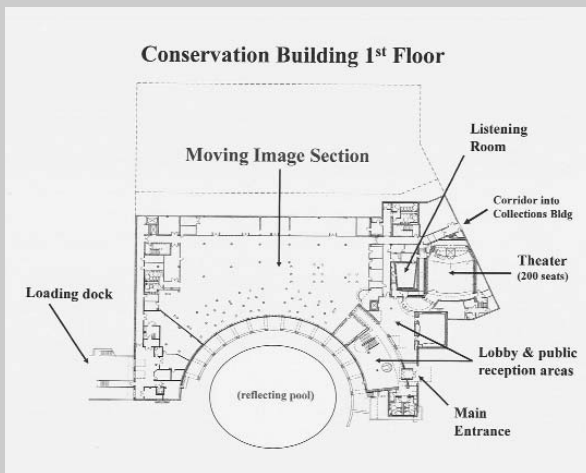 Conservation Building 1st Floor
Listening
Room
Moving Image Section
Corridor into
Collections Bldg
Theater
(200 seats)
Loading dock
Lobby & public
reception areas
(reflecting pool)
Main
Entrance